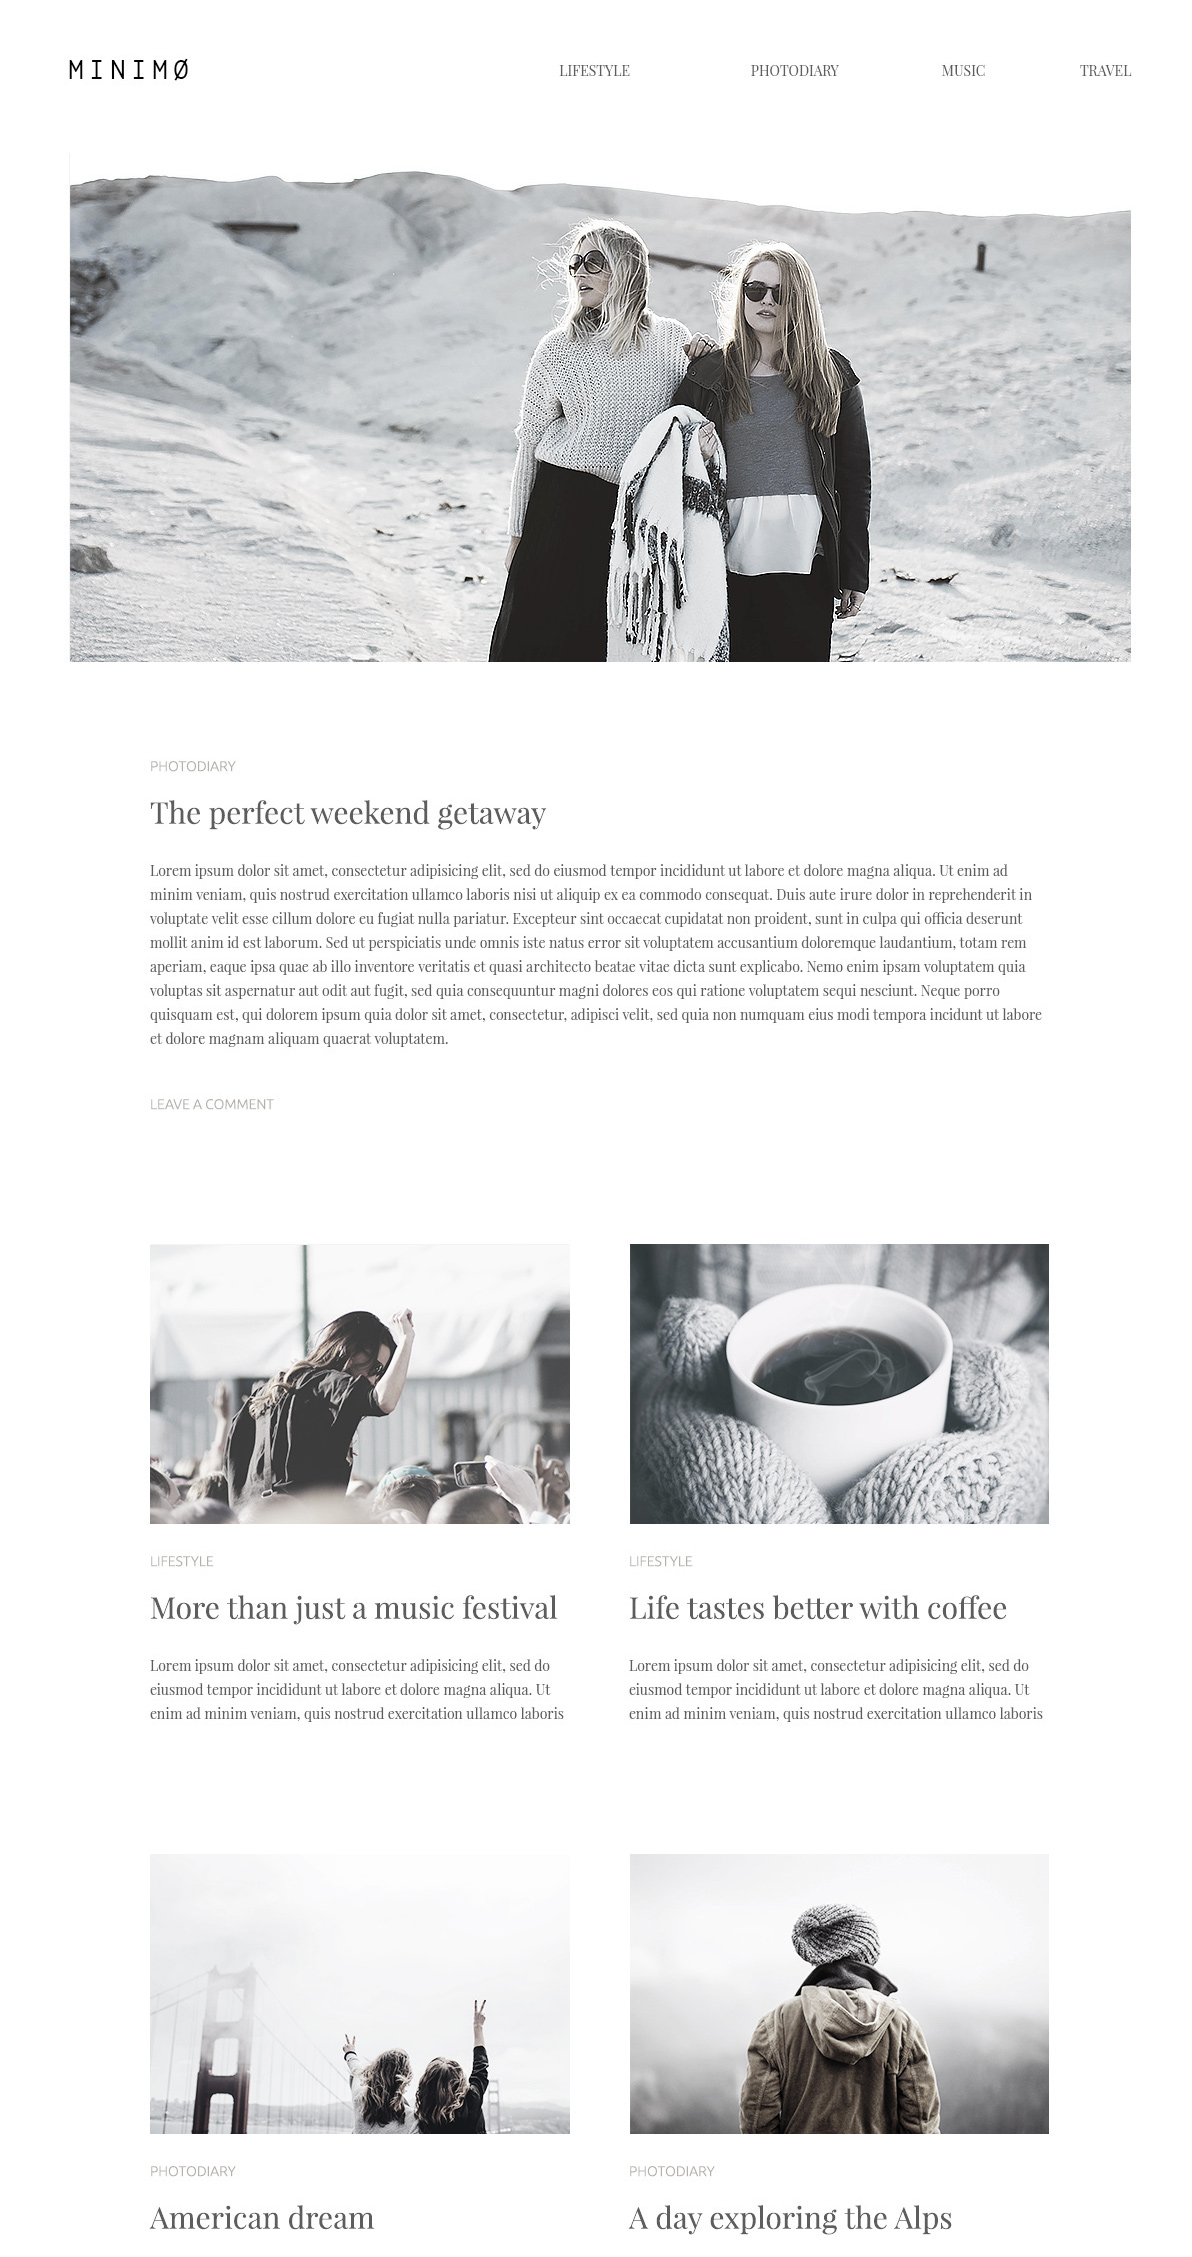 MINIMØ
LIFESTYLE PHOTODIARY MUSIC TRAVEL
PHOTODIARY
The perfect weekend getaway
Lorem ipsum dolor sit amet, consectetur adipisicing elit, sed do eiusmod tempor incididunt ut labore et dolore magna aliqua. Ut enim ad
minim veniam, quis nostrud exercitation ullamco laboris nisi ut aliquip ex ea commodo consequat. Duis aute irure dolor in reprehenderit in
voluptate velit esse cillum dolore eu fugiat nulla pariatur. Excepteur sint occaecat cupidatat non proident, sunt in culpa qui officia deserunt
mollit anim id est laborum. Sed ut perspiciatis unde omnis iste natus error sit voluptatem accusantium doloremque laudantium, totam rem
aperiam, eaque ipsa quae ab illo inventore veritatis et quasi architecto beatae vitae dicta sunt explicabo. Nemo enim ipsam voluptatem quia
voluptas sit aspernatur aut odit aut fugit, sed quia consequuntur magni dolores eos qui ratione voluptatem sequi nesciunt. Neque porro
quisquam est, qui dolorem ipsum quia dolor sit amet, consectetur, adipisci velit, sed quia non numquam eius modi tempora incidunt ut labore
et dolore magnam aliquam quaerat voluptatem.
LEAVE A COMMENT
LIFESTYLE
More than just a music festival
Lorem ipsum dolor sit amet, consectetur adipisicing elit, sed do
eiusmod tempor incididunt ut labore et dolore magna aliqua. Ut
enim ad minim veniam, quis nostrud exercitation ullamco laboris
LIFESTYLE
Life tastes better with coffee
Lorem ipsum dolor sit amet, consectetur adipisicing elit, sed do
eiusmod tempor incididunt ut labore et dolore magna aliqua. Ut
enim ad minim veniam, quis nostrud exercitation ullamco laboris
PHOTODIARY
American dream
PHOTODIARY
A day exploring the Alps